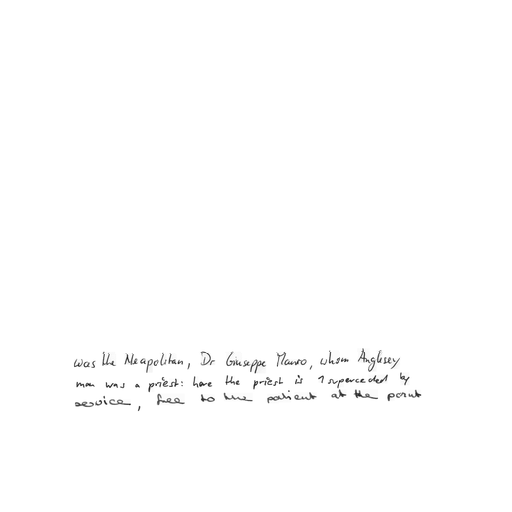 was the Neapolitan, Dr Giuseppe Mauro, whom Anglesey
man was a priest: here the priest is superceded by
service, free to the patient at the point